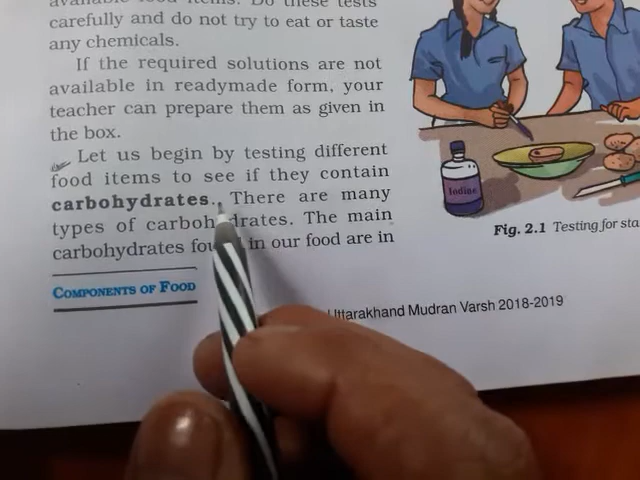 available food items. Do these tests
carefully and do not try to eat or taste
any chemicals.
If the required solutions are not
available in readymade form, your
teacher can prepare them as given in
the box.
Let us begin by testing different
food items to see if they contain
carbohydrates. There are many
types of carbohydrates. The main
carbohydrates found in our food are in
COMPONENTS OF FOOD
Iodine
Fig. 2.1 Testing for
Uttarakhand Mudran Varsh 2018-2019